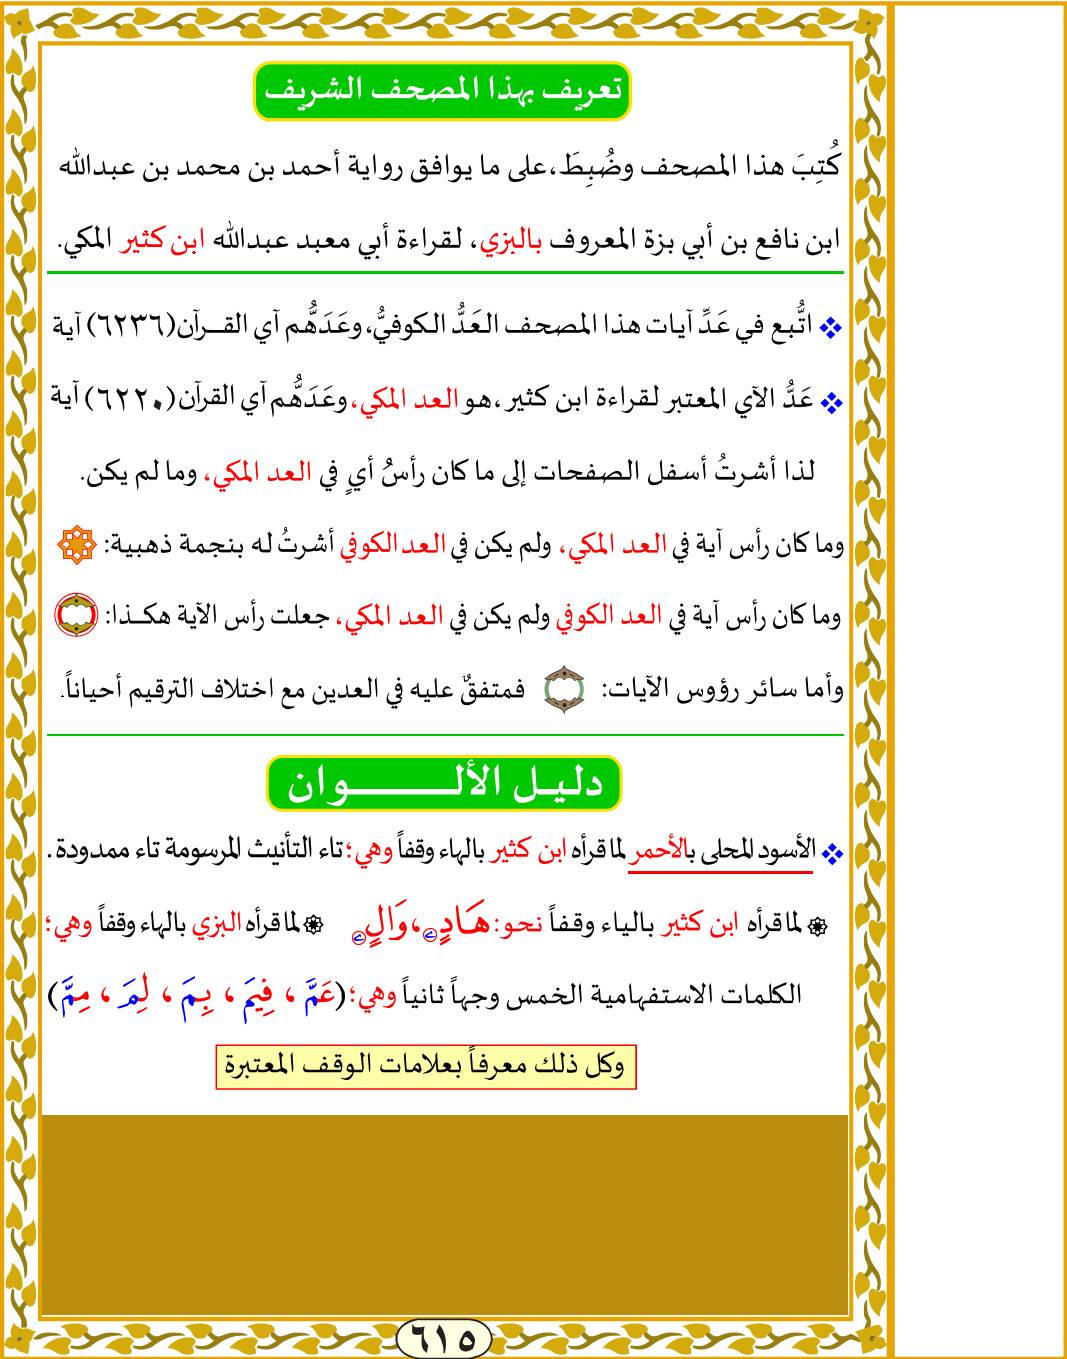 تعريف بهذا المصحف الشريف
كُتِبَ هذا المصحف وضُبِطَ،على ما يوافق رواية أحمد بن محمد بن عبدالله
ابن نافع بن أبي بزة المعروف بالبزي، لقراءة أبي معبد عبدالله ابن كثير المكي.
اتُّبع في عَدِّ آيات هذا المصحف العَدُّ الكوفيُّ، وعَدَدهُّم آي القـرآن(٦٢٣٦) آية
عَدُّ الآي المعتبر لقراءة ابن كثير،هو العد المكي، وعَدَدهُّم آي القرآن(٦٢٢٠) آية
لذا أشرتُ أسفل الصفحات إلى ما كان رأسُ أيٍ في العد المكي، وما لم يكن.
وما كان رأس آية في العد المكي، ولم يكن في العد الكوفي أشرتُ له بنجمة ذهبية:
وما كان رأس آية في العد الكوفي ولم يكن في العد المكي، جعلت رأس الآية هكـذا:
وأما سائر رؤوس الآيات: فمتفقٌ عليه في العدين مع اختلاف الترقيم أحياناً.
دليل الألـــــوان
الأسود المحلى بالأحمر لما قرأه ابن كثير بالهاء وقفاً وهي؛ تاء التأنيث المرسومة تاء ممدودة.
لما قرأه ابن كثير بالياء وقفاً نحو: هَادٍے، وَالٍے لما قرأه البزي بالهاء وقفاً وهي؛
الكلمات الاستفهامية الخمس وجهاً ثانياً وهي؛ (عَمَّ ، فِيمَ ، بِمَ ، لِمَ ، مِمَّ)
وكل ذلك معرفاً بعلامات الوقف المعتبرة
٦١٥